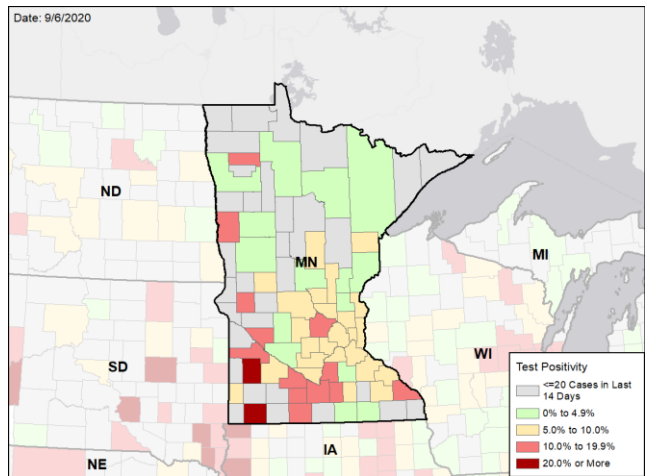 Date: 9/6/2020
ND
MN
MI
SD
WI
NE
IA
Test Positivity
<=20 Cases in Last
14 Days
0% to 4.9%
5.0% to 10.0%
10.0% to 19.9%
20.0% or More